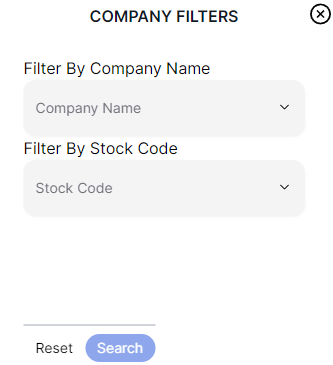 COMPANY FILTERS
Filter By Company Name
Company Name
Filter By Stock Code
Stock Code
Reset Search